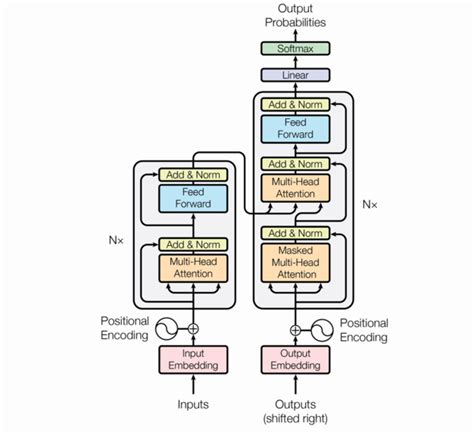 Output
Probabilities
Softmax
Linear
Add & Norm
Feed
Forward
Add & Norm
Multi-Head
Attention
Nx
Add & Norm
Masked
Multi-Head
Attention
Positional
Encoding
Output
Embedding
Outputs
(shifted right)
Add & Norm
Feed
Forward
Nx
Add & Norm
Multi-Head
Attention
Positional
Encoding
Input
Embedding
Inputs